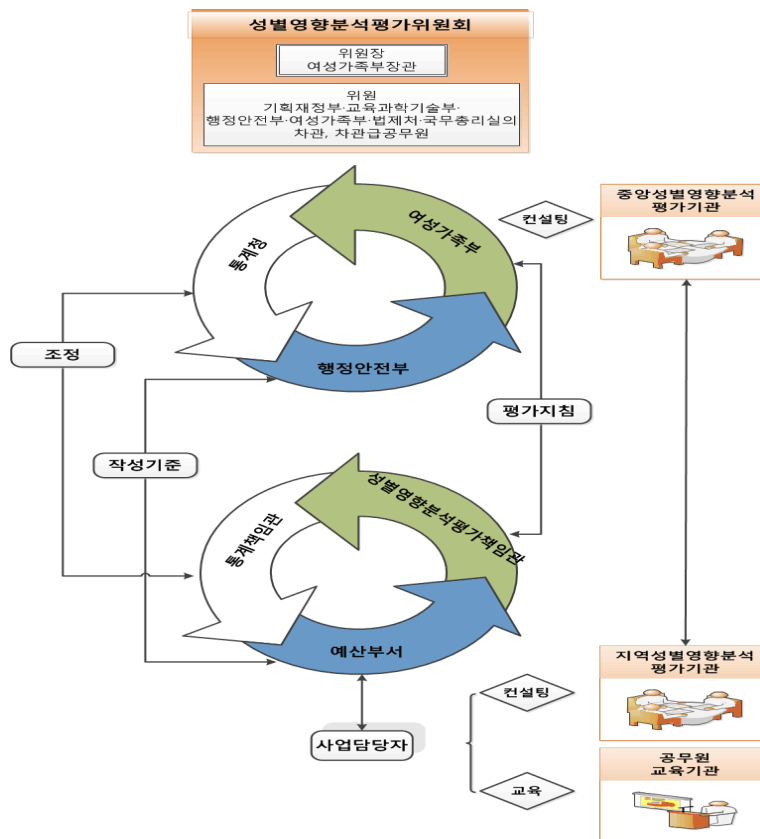 성별영향분석평가위원회
위원장
여성가족부장관
위원
기획재정부·교육과학기술부·
행정안전부·여성가족부·법제처·국무총리실의
차관, 차관급공무원
중앙성별영향분석
평가기관
컨설팅
여성가족부
통계청
행정안전부
조정
평가지침
작성기준
성별영향분석평가책임관
통계책임관
예산부서
지역성별영향분석
평가기관
컨설팅
사업담당자
공무원
교육기관
교육